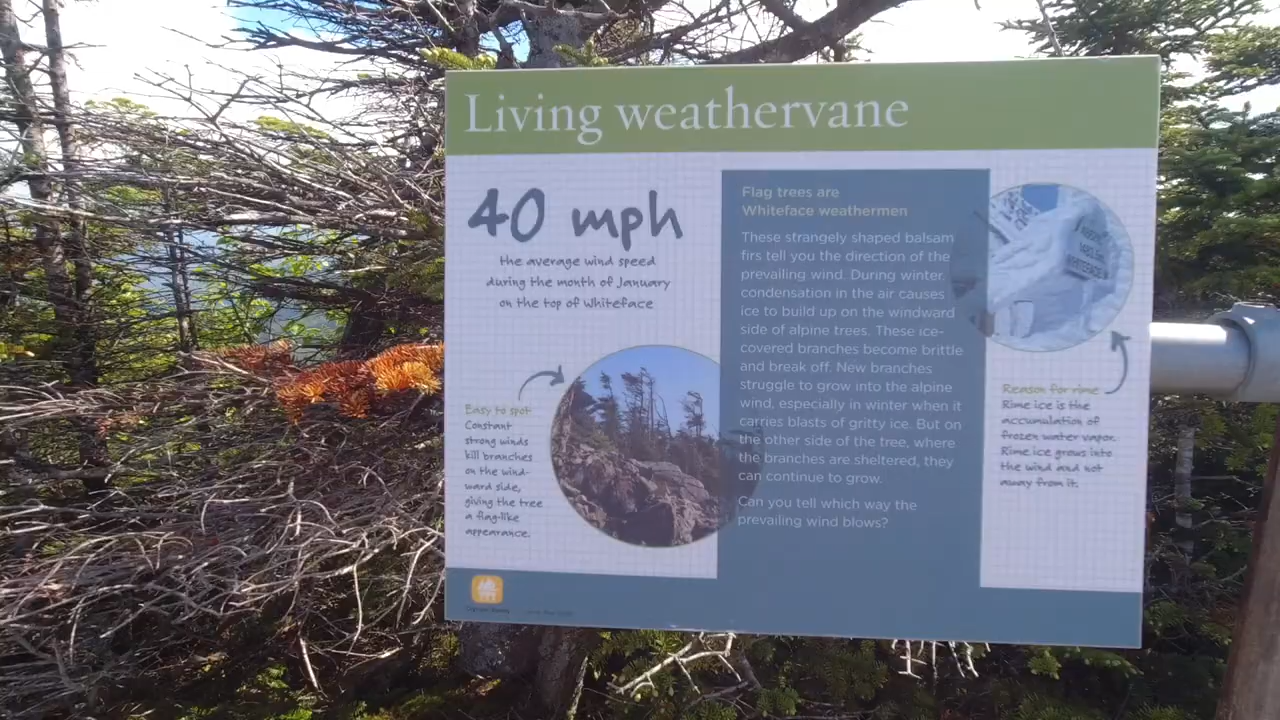 Living weathervane
40 mph
the average wind speed
during the month of January
on the top of Whiteface
Easy to spot
Constant
strong winds
kill branches
on the wind-
ward side,
giving the tree
a flag-like
appearance.
Flag trees are
Whiteface weathermen
These strangely shaped balsam
firs tell you the direction of the
prevailing wind. During winter,
condensation in the air causes
ice to build up on the windward
side of alpine trees. These ice-
covered branches become brittle
and break off. New branches
struggle to grow into the alpine
wind, especially in winter when it
carries blasts of gritty ice. But on
the other side of the tree, where
the branches are sheltered, they
can continue to grow.
Can you tell which way the
prevailing wind blows?
WHITEFACE
Reason for rime
Rime ice is the
accumulation of
frozen water vapor.
Rime ice grows into
the wind and not
away from it.